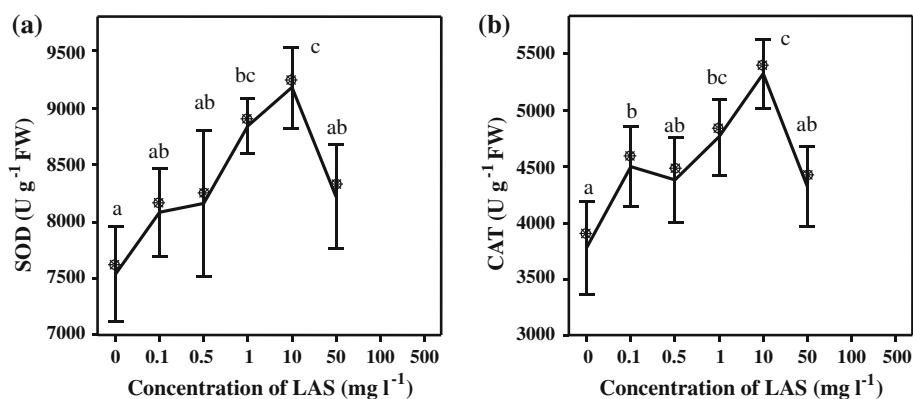 (a)
9500
9000
8500
8000
7500
7000
SOD (U g-1 FW)
a
ab
ab
bc
c
ab
0 0.1 0.5 1 10 50 100 500
Concentration of LAS (mg l-1)
(b)
5500
5000
4500
4000
3500
3000
CAT (U g-1 FW)
a
b
ab
bc
c
ab
0 0.1 0.5 1 10 50 100 500
Concentration of LAS (mg l-1)